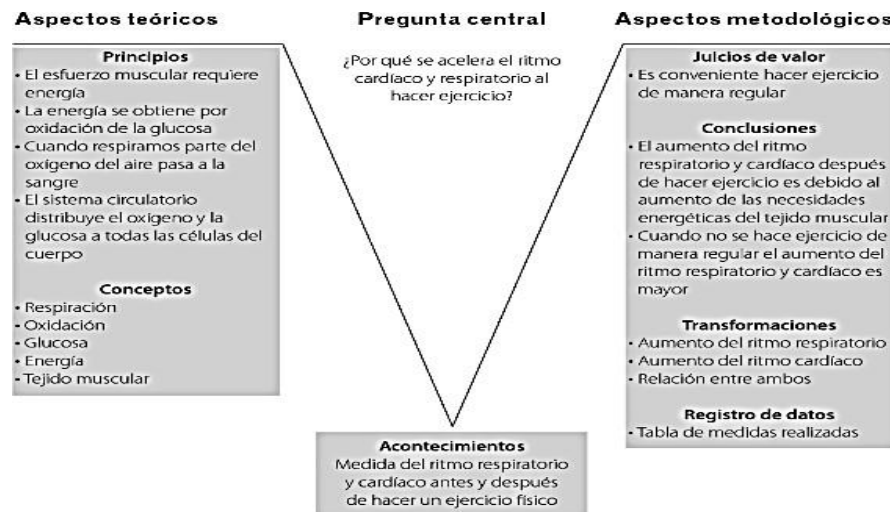 Aspectos teóricos
Principios
• El esfuerzo muscular requiere
energía
• La energía se obtiene por
oxidación de la glucosa
• Cuando respiramos parte del
oxígeno del aire pasa a la
sangre
• El sistema circulatorio
distribuye el oxígeno y la
glucosa a todas las células del
cuerpo
Conceptos
• Respiración
• Oxidación
• Glucosa
• Energía
• Tejido muscular
Pregunta central
¿Por qué se acelera el ritmo
cardíaco y respiratorio al
hacer ejercicio?
Acontecimientos
Medida del ritmo respiratorio
y cardíaco antes y después
de hacer un ejercicio físico
Aspectos metodológicos
Juicios de valor
• Es conveniente hacer ejercicio
de manera regular
Conclusiones
• El aumento del ritmo
respiratorio y cardíaco después
de hacer ejercicio es debido al
aumento de las necesidades
energéticas del tejido muscular
• Cuando no se hace ejercicio de
manera regular el aumento del
ritmo respiratorio y cardíaco es
mayor
Transformaciones
• Aumento del ritmo respiratorio
• Aumento del ritmo cardíaco
• Relación entre ambos
Registro de datos
• Tabla de medidas realizadas